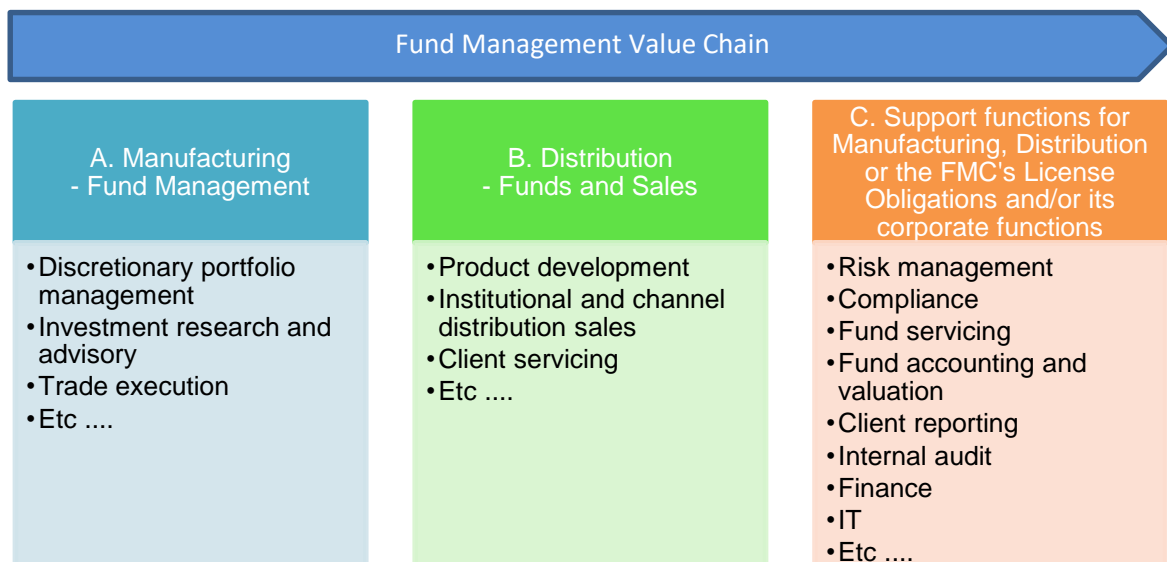 Fund Management Value Chain
A. Manufacturing
- Fund Management
•Discretionary portfolio
management
•Investment research and
advisory
•Trade execution
•Etc ....
B. Distribution
- Funds and Sales
•Product development
•Institutional and channel
distribution sales
•Client servicing
•Etc ....
C. Support functions for
Manufacturing, Distribution
or the FMC's License
Obligations and/or its
corporate functions
•Risk management
•Compliance
•Fund servicing
•Fund accounting and
valuation
•Client reporting
•Internal audit
•Finance
•IT
•Etc ....